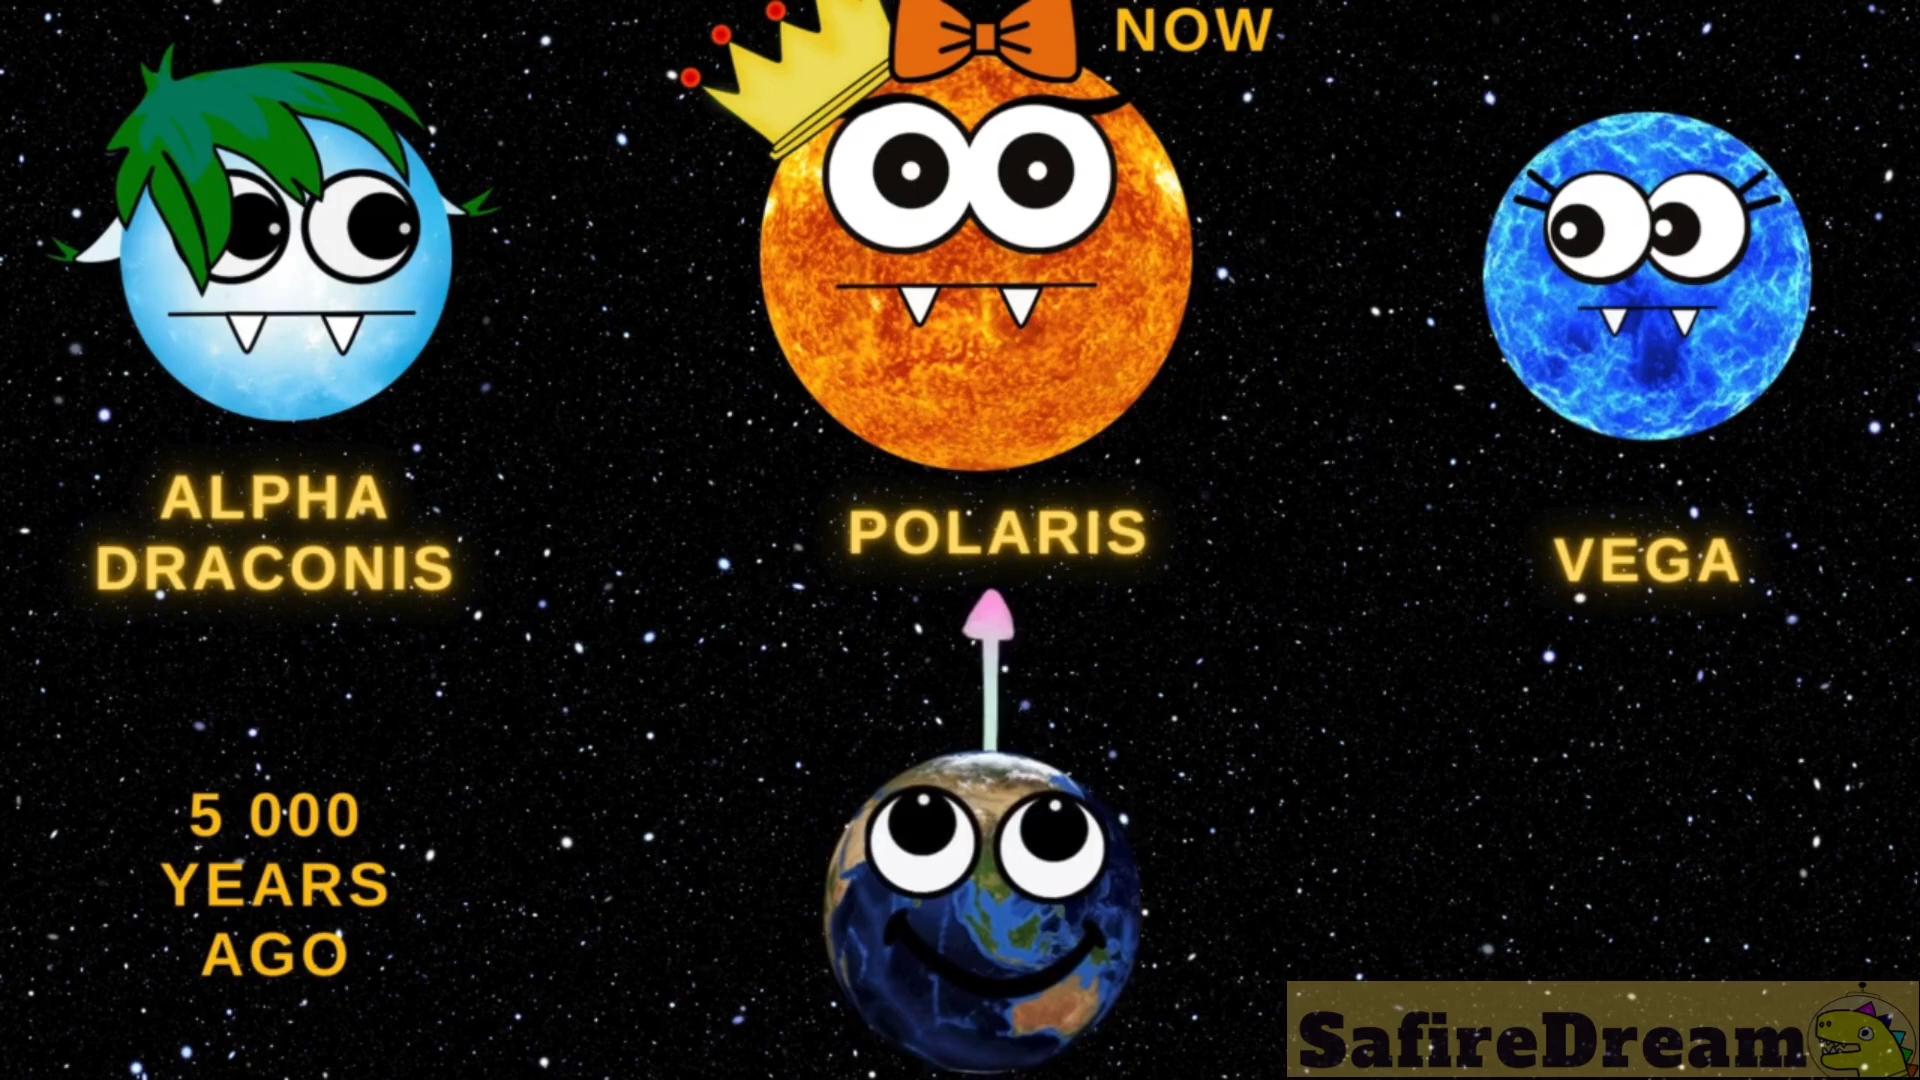 NOW
ALPHA
DRACONIS
POLARIS
VEGA
5 000
YEARS
AGO
SafireDream